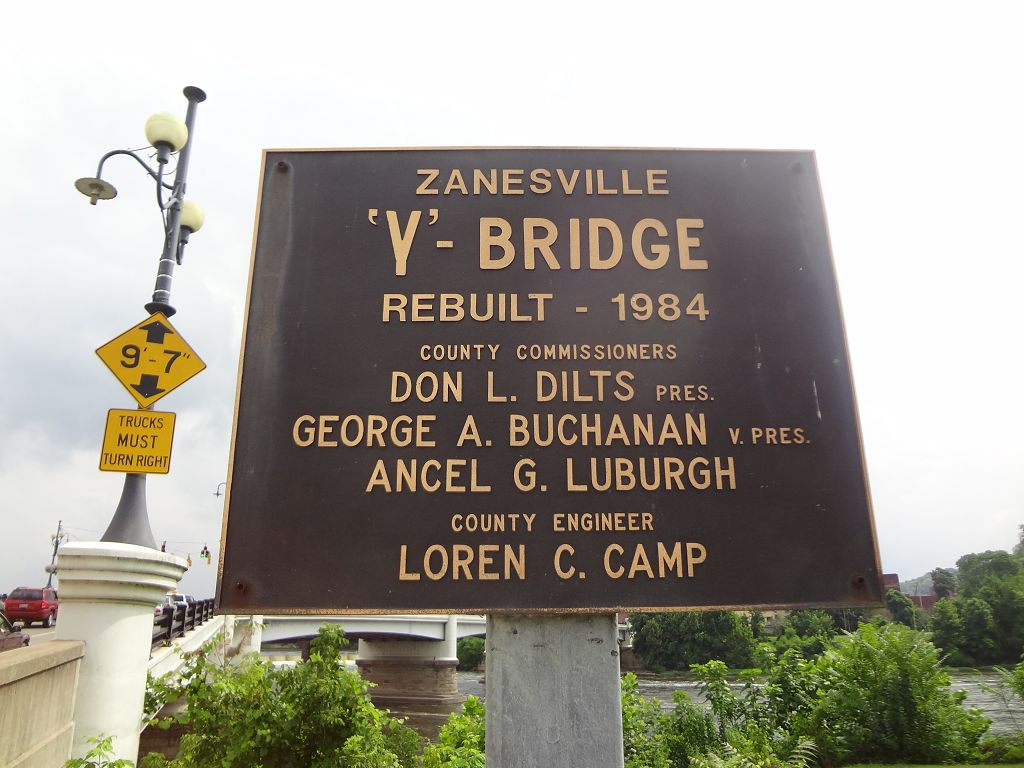 ZANESVILLE
'Y'- BRIDGE
REBUILT - 1984
COUNTY COMMISSIONERS
DON L. DILTS PRES.
GEORGE A. BUCHANAN V. PRES.
ANCEL G. LUBURGH
COUNTY ENGINEER
LOREN C. CAMP
9'-7"
TRUCKS
MUST
TURN RIGHT